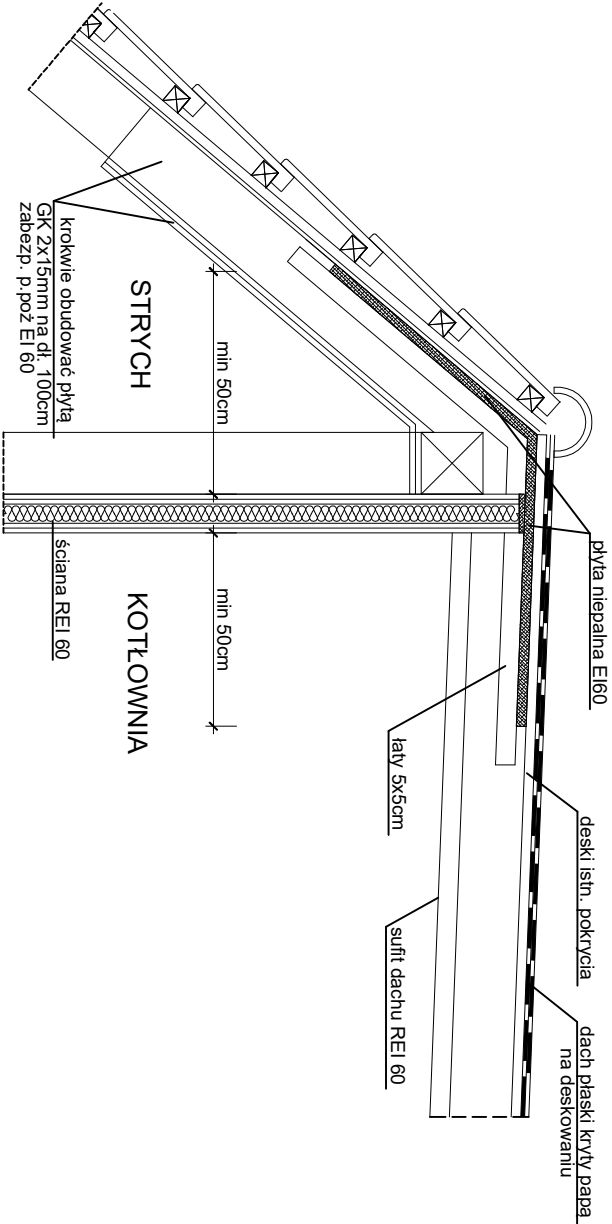 krokwie obudować płytą
GK 2x15mm na dł. 100cm
zabezp. p.poż EI 60
STRYCH
min 50cm
ściana REI 60
KOTŁOWNIA
min 50cm
płyta niepalna EI60
łaty 5x5cm
deski istn. pokrycia
sufit dachu REI 60
dach płaski kryty papą
na deskowaniu